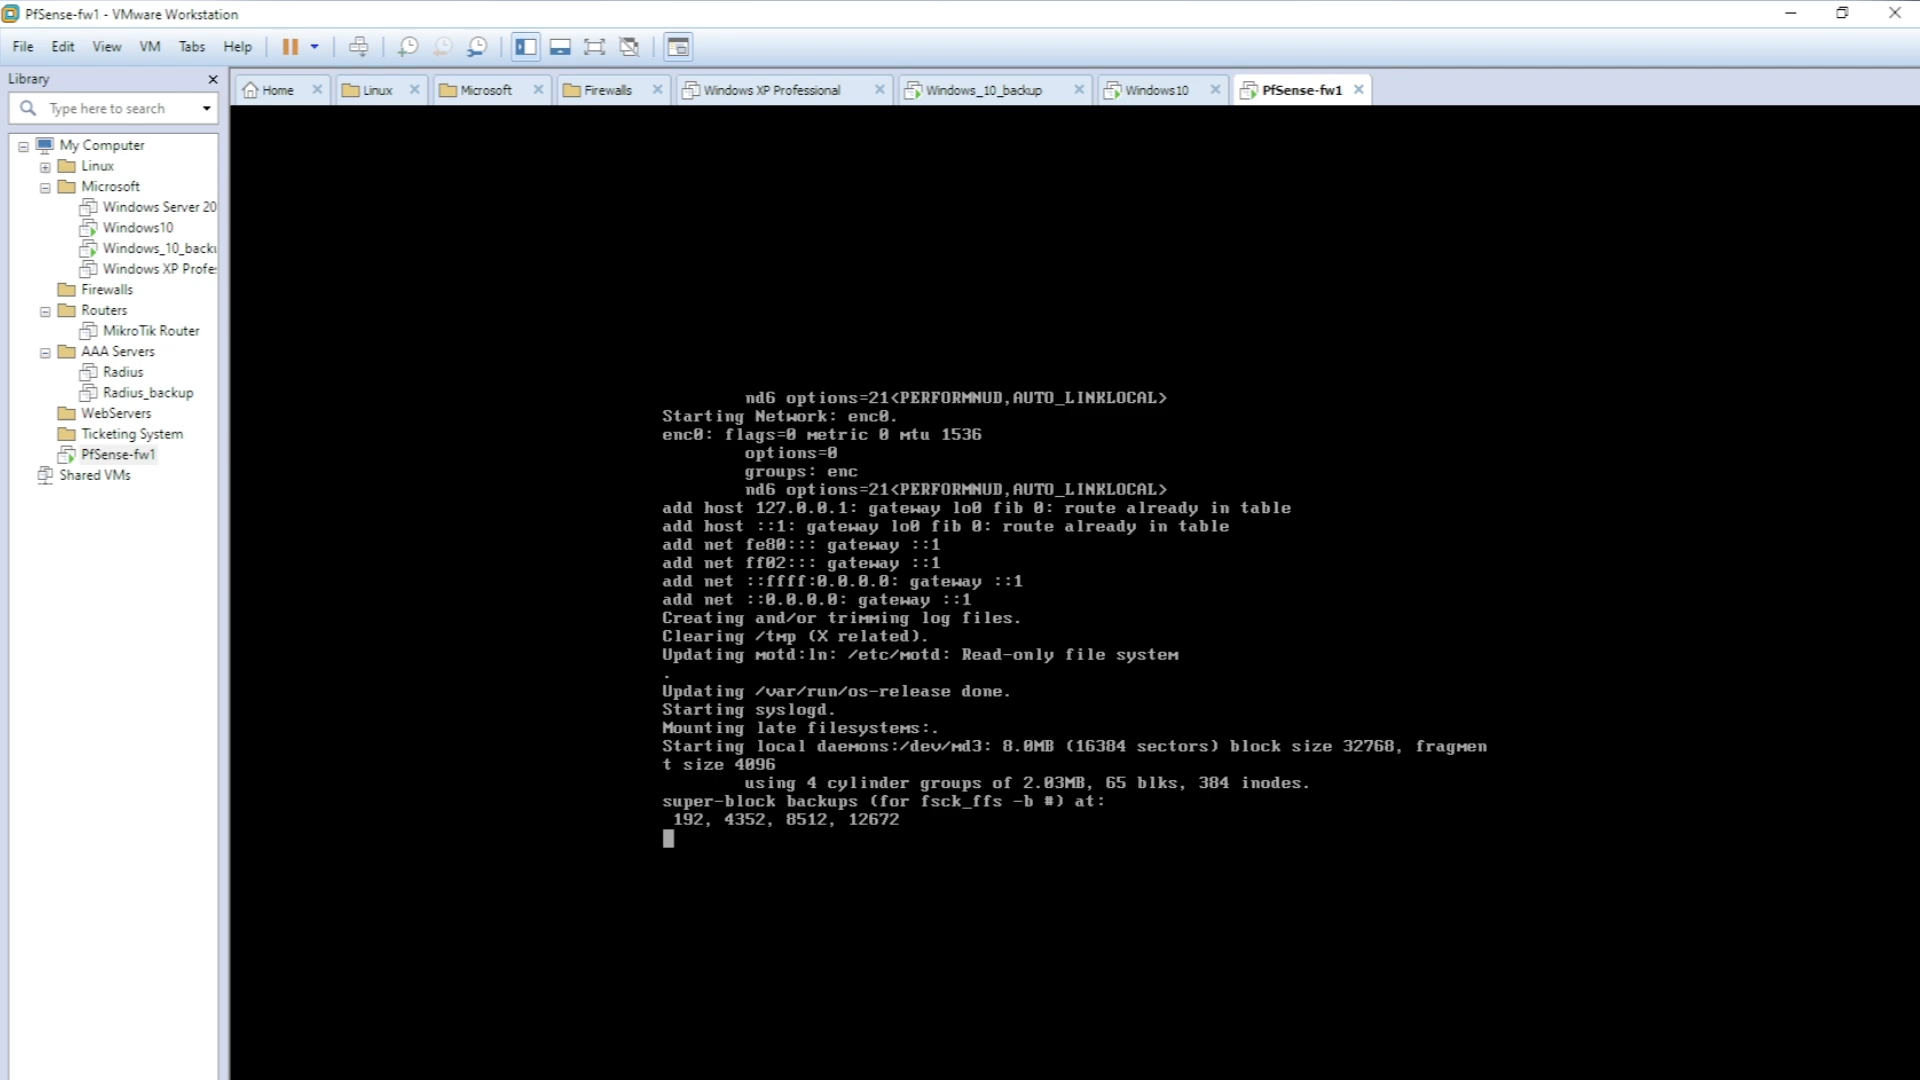 PfSense-fw1 - VMware Workstation
File Edit View VM Tabs Help
Library
Type here to search
My Computer
Linux
Microsoft
Windows Server 20
Windows10
Windows_10_backu
Windows XP Profes
Firewalls
Routers
MikroTik Router
AAA Servers
Radius
Radius_backup
WebServers
Ticketing System
PfSense-fw1
Shared VMs
Home Linux Microsoft Firewalls Windows XP Professional Windows_10_backup Windows10 PfSense-fw1
nd6 options=21<PERFORMNUD,AUTO_LINKLOCAL>
Starting Network: enc0.
enc0: flags=0 metric 0 mtu 1536
options=0
groups: enc
nd6 options=21<PERFORMNUD,AUTO_LINKLOCAL>
add host 127.0.0.1: gateway lo0 fib 0: route already in table
add host ::1: gateway lo0 fib 0: route already in table
add net fe80::: gateway ::1
add net ff02::: gateway ::1
add net ::ffff:0.0.0.0: gateway ::1
add net ::0.0.0.0: gateway ::1
Creating and/or trimming log files.
Clearing /tmp (X related).
Updating motd:ln: /etc/motd: Read-only file system
.
Updating /var/run/os-release done.
Starting syslogd.
Mounting late filesystems:.
Starting local daemons:/dev/md3: 8.0MB (16384 sectors) block size 32768, fragmen
t size 4096
using 4 cylinder groups of 2.03MB, 65 blks, 384 inodes.
super-block backups (for fsck_ffs -b #) at:
192, 4352, 8512, 12672